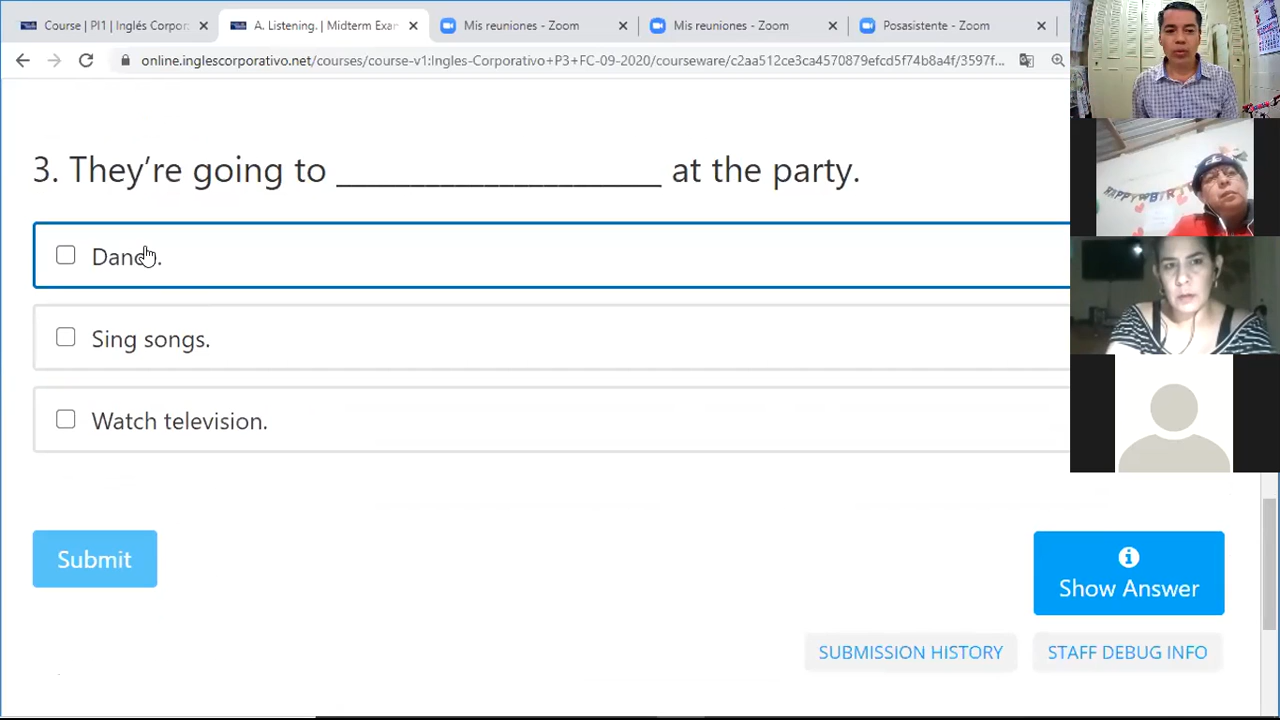 Course | PI1 | Inglés Corpor
A. Listening. | Midterm Exar
Mis reuniones - Zoom
Mis reuniones - Zoom
Posasistente - Zoom
online.inglescorporativo.net/courses/course-v1:Ingles-Corporativo+P3+FC-09-2020/courseware/c2aa512ce3ca4570879efcd5f74b8a4f/3597f...
3. They're going to ____________________ at the party.
Dance.
Sing songs.
Watch television.
Submit
Show Answer
SUBMISSION HISTORY
STAFF DEBUG INFO